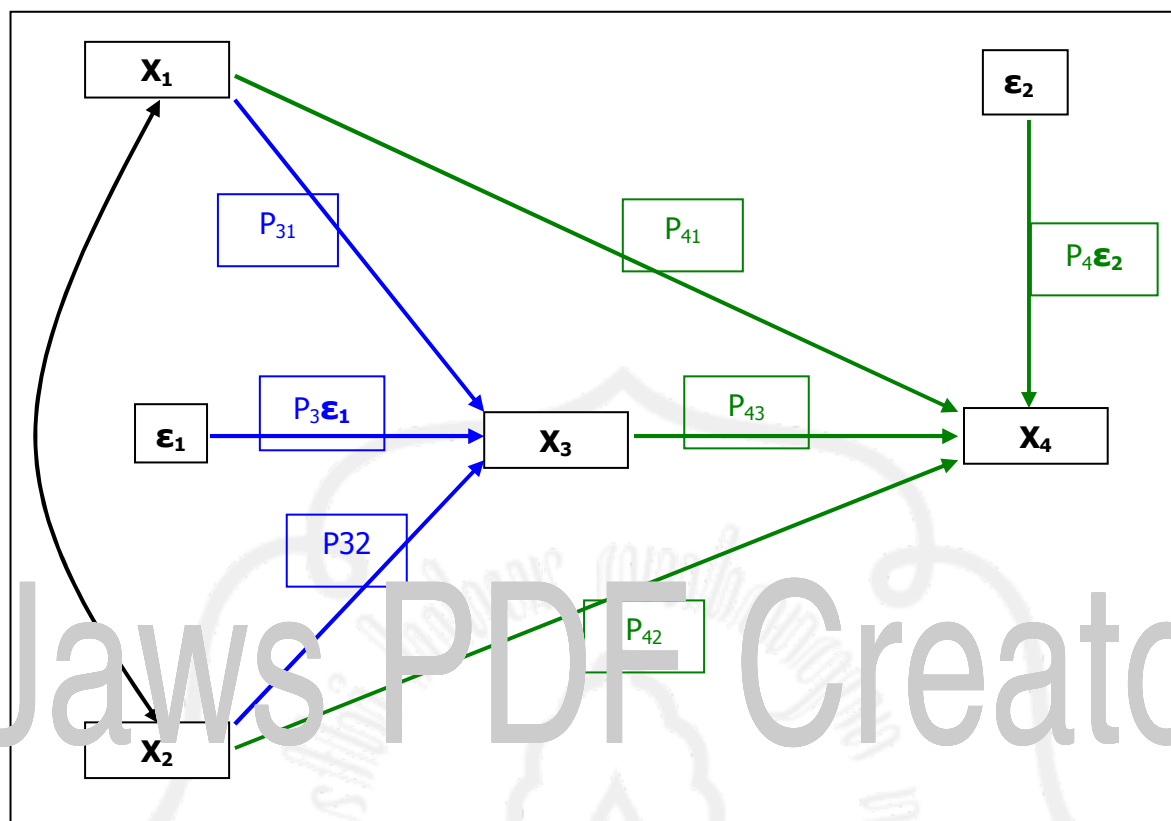 X₁
ε₂
P₃₁
P₄₁
P₄ε₂
P₃ε₁
P₄₃
ε₁
X₃
X₄
P32
P₄₂
Jaws PDF Creato
X₂